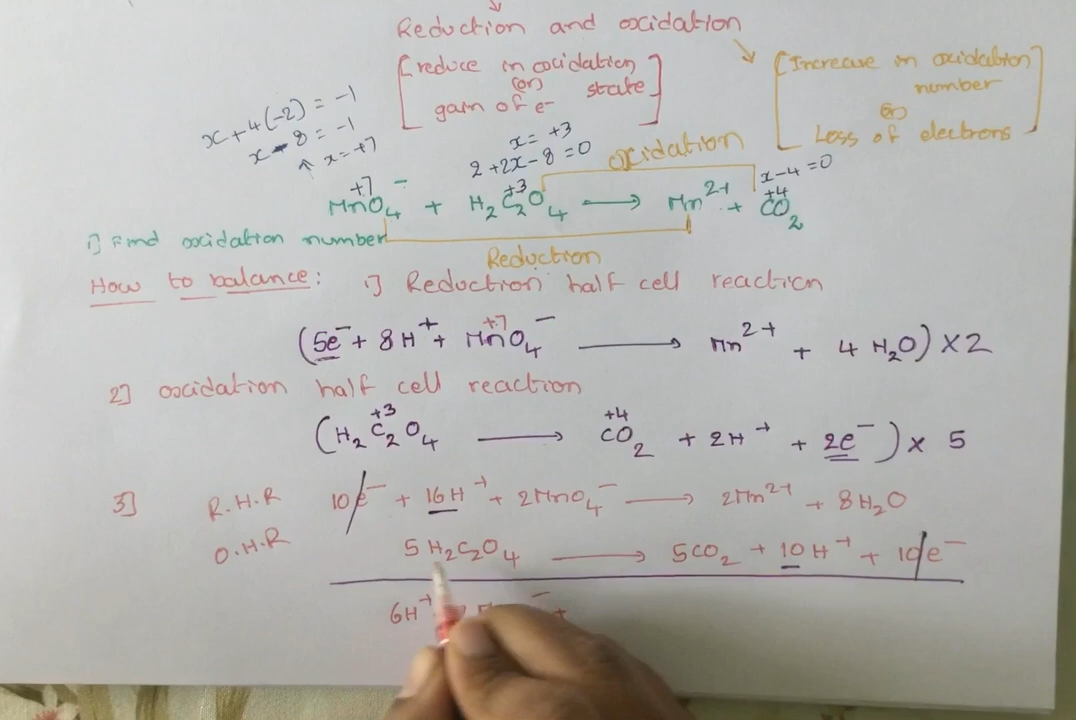 Reduction and oxidation
[reduce in oxidation
(or) state]
gain of e⁻
[Increase in oxidation
number
(or)
Loss of electrons]
x + 4(-2) = -1
x - 8 = -1
↑ x = +7
x = +3
2 + 2x - 8 = 0
oxidation
x - 4 = 0
+7 +3 +4
MnO₄⁻ + H₂C₂O₄ → Mn²⁺ + CO₂
1) Find oxidation number
Reduction
How to balance: 1) Reduction half cell reaction
+7
(5e⁻ + 8H⁺ + MnO₄⁻ → Mn²⁺ + 4H₂O) × 2
2] oxidation half cell reaction
+3 +4
(H₂C₂O₄ → CO₂ + 2H⁺ + 2e⁻) × 5
3] R.H.R 10e⁻ + 16H⁺ + 2MnO₄⁻ → 2Mn²⁺ + 8H₂O
O.H.R 5H₂C₂O₄ → 5CO₂ + 10H⁺ + 10e⁻
6H⁺